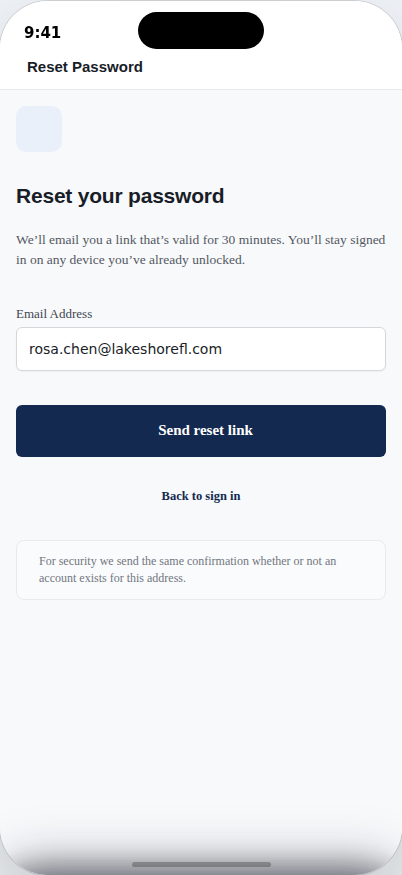 9:41
Reset Password
Reset your password
We’ll email you a link that’s valid for 30 minutes. You’ll stay signed
in on any device you’ve already unlocked.
Email Address
rosa.chen@lakeshorefl.com
Send reset link
Back to sign in
For security we send the same confirmation whether or not an
account exists for this address.